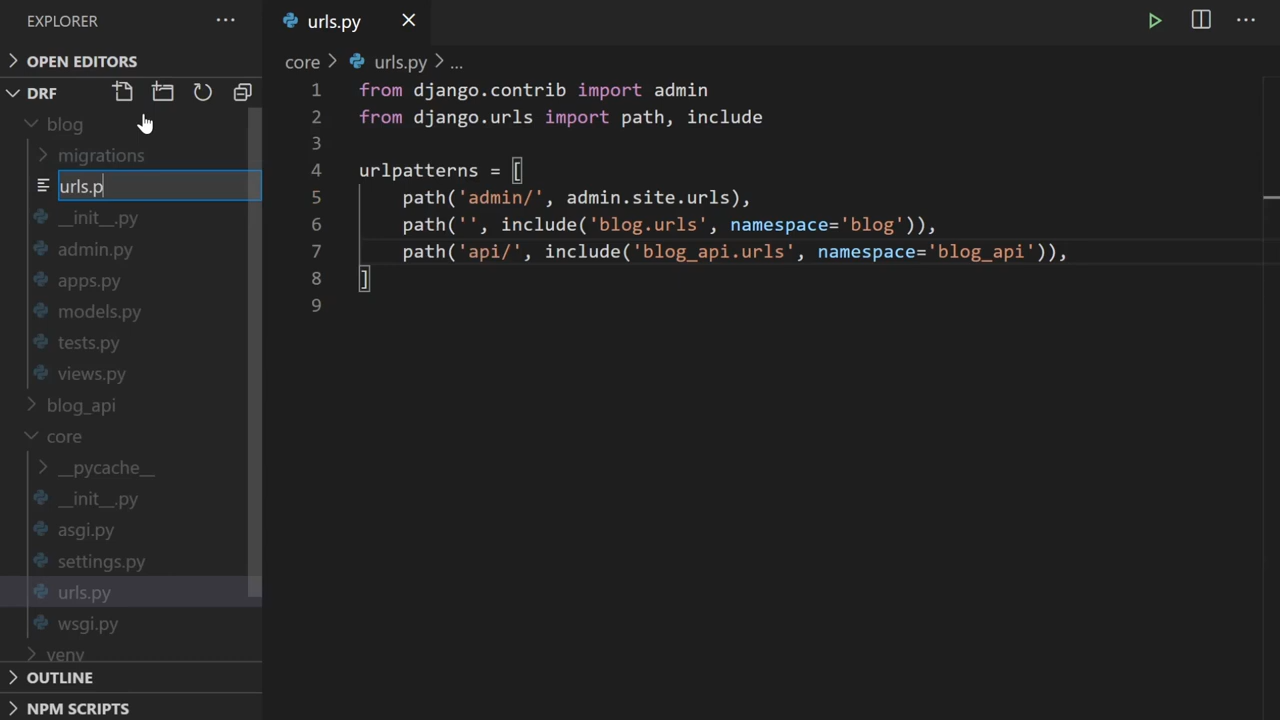 EXPLORER
OPEN EDITORS
DRF
blog
migrations
urls.p
__init__.py
admin.py
apps.py
models.py
tests.py
views.py
blog_api
core
__pycache__
__init__.py
asgi.py
settings.py
urls.py
wsgi.py
venv
OUTLINE
NPM SCRIPTS
urls.py
core > urls.py > ...
1 from django.contrib import admin
2 from django.urls import path, include
3
4 urlpatterns = [
5     path('admin/', admin.site.urls),
6     path('', include('blog.urls', namespace='blog')),
7     path('api/', include('blog_api.urls', namespace='blog_api')),
8 ]
9